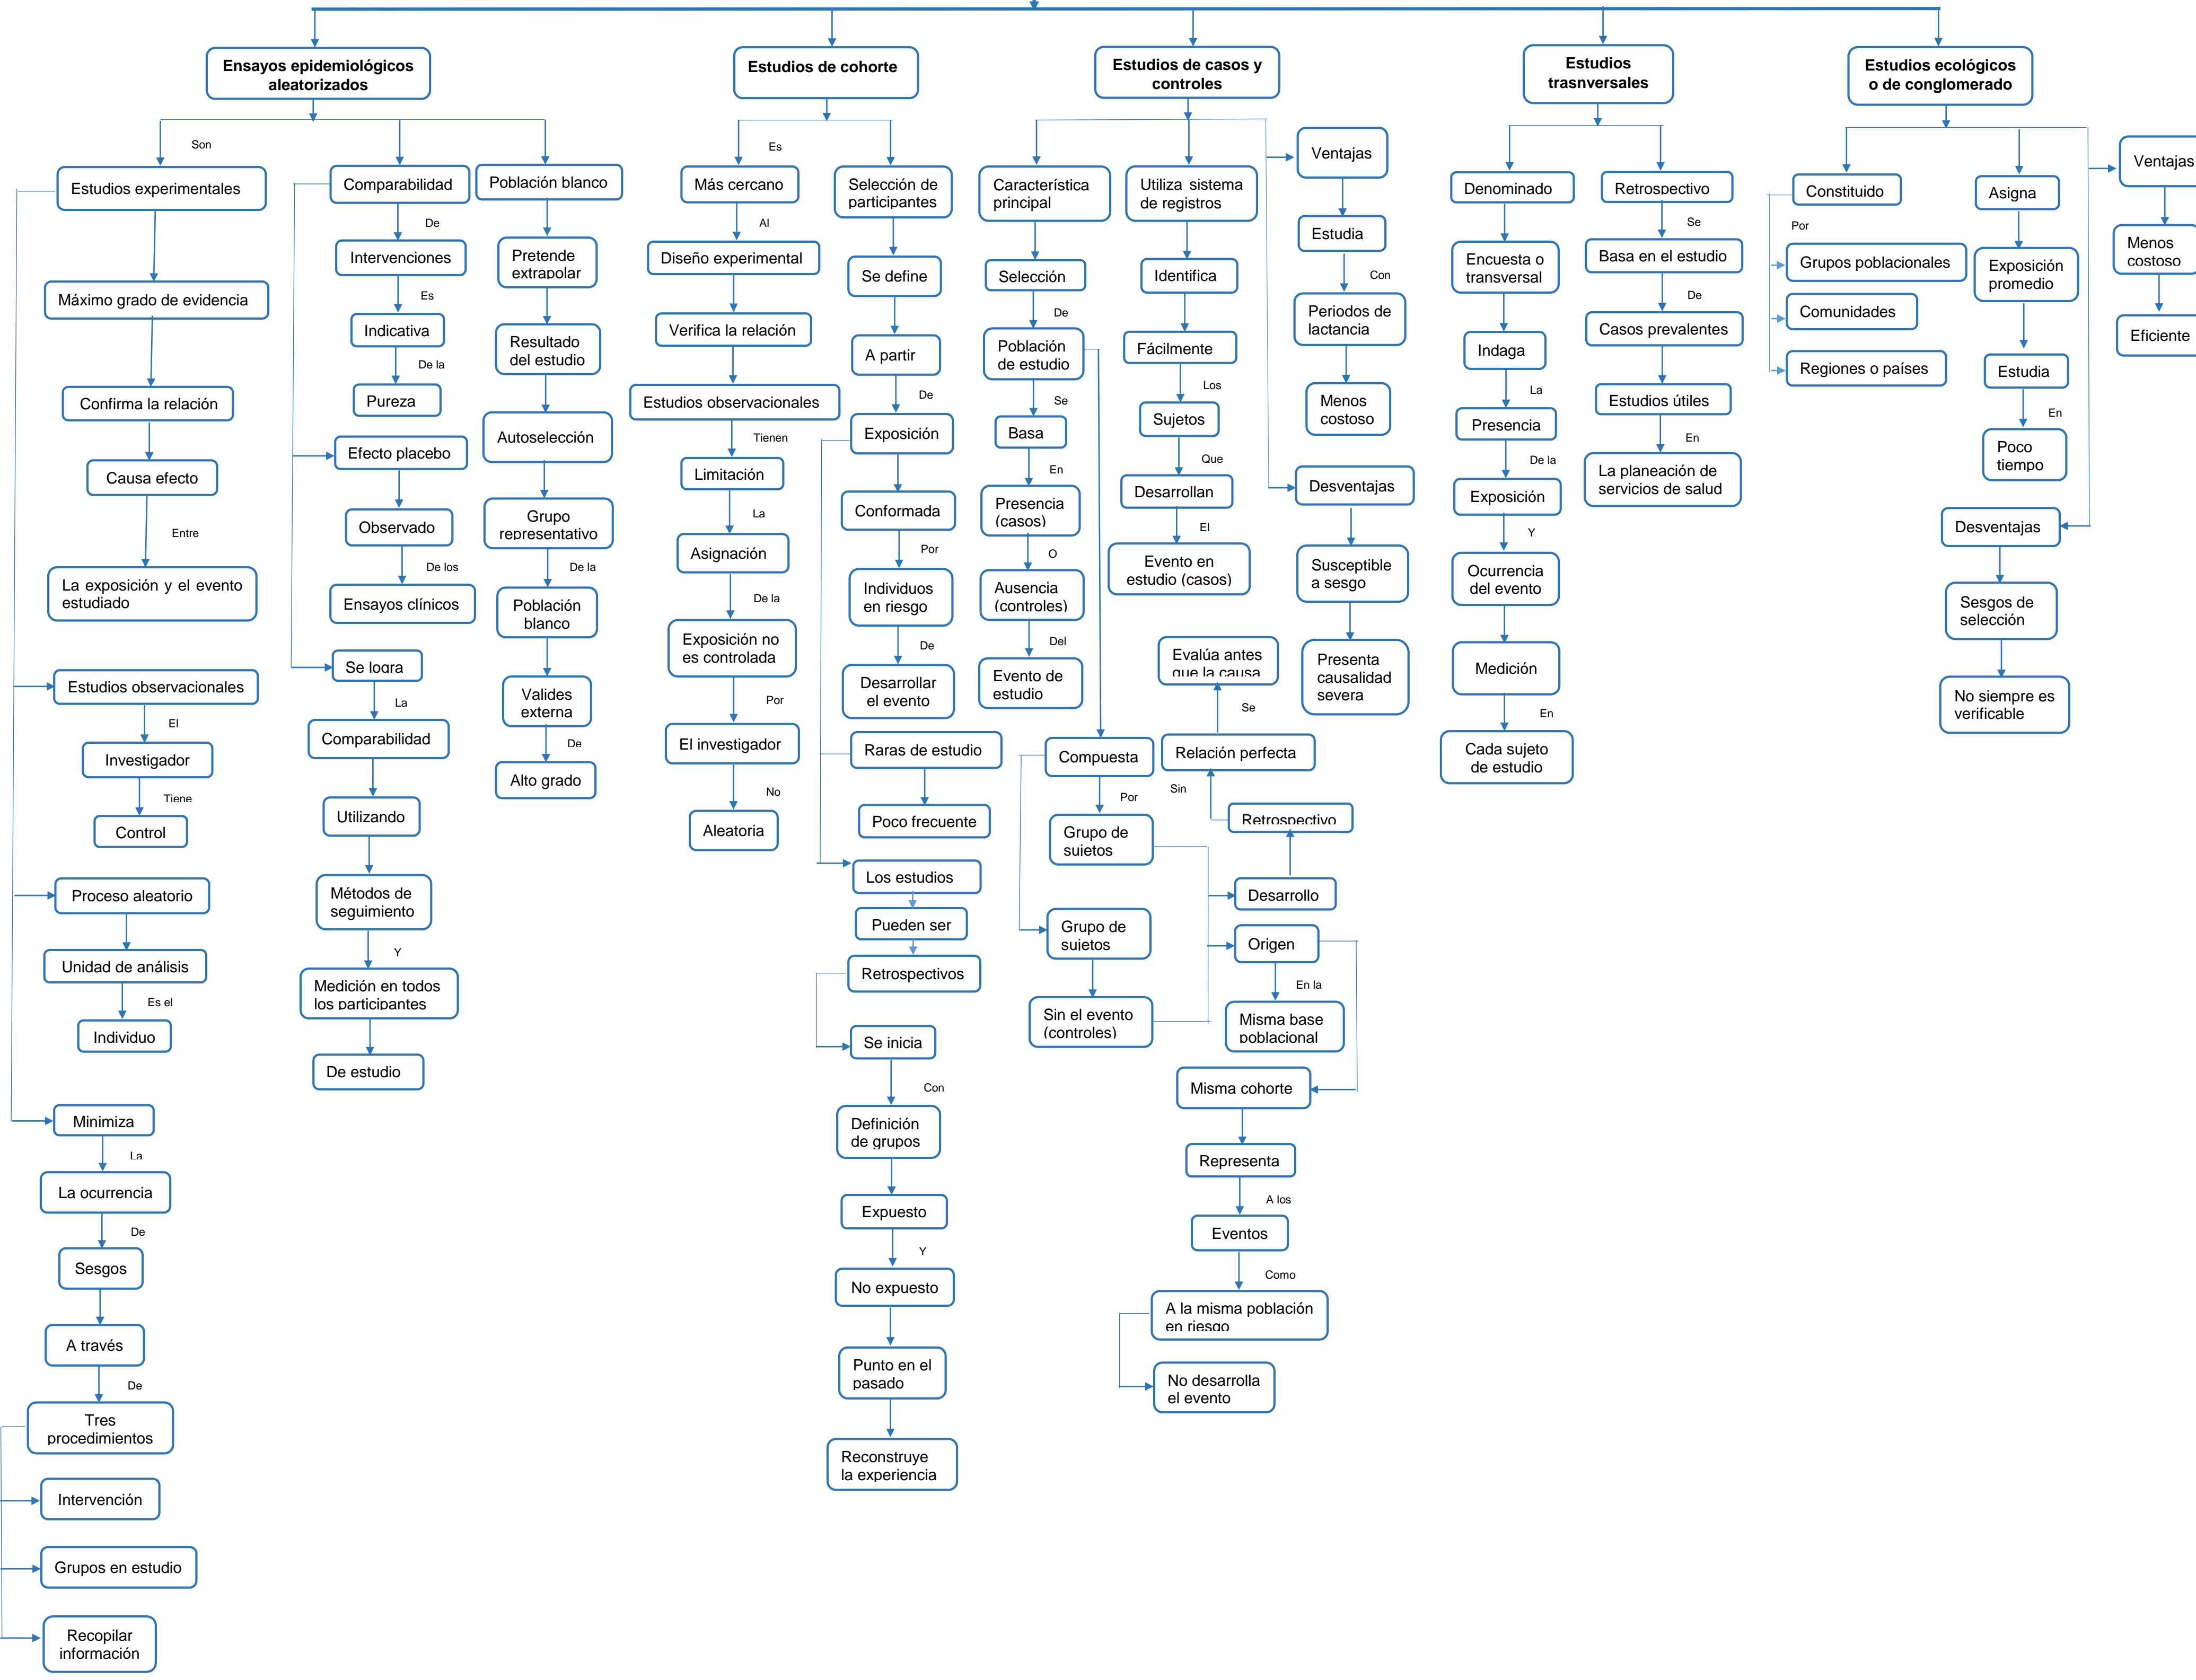 Ensayos epidemiológicos
aleatorizados
Son
Estudios experimentales
Máximo grado de evidencia
Confirma la relación
Causa efecto
Entre
La exposición y el evento
estudiado
Estudios observacionales
El
Investigador
Tiene
Control
Proceso aleatorio
Unidad de análisis
Es el
Individuo
Minimiza
La
La ocurrencia
De
Sesgos
A través
De
Tres
procedimientos
Intervención
Grupos en estudio
Recopilar
información
Comparabilidad
De
Intervenciones
Es
Indicativa
De la
Pureza
Efecto placebo
Observado
De los
Ensayos clínicos
Se logra
La
Comparabilidad
Utilizando
Métodos de
seguimiento
Y
Medición en todos
los participantes
De estudio
Población blanco
Pretende
extrapolar
Resultado
del estudio
Autoselección
Grupo
representativo
De la
Población
blanco
Valides
externa
De
Alto grado
Estudios de cohorte
Es
Más cercano
Al
Diseño experimental
Verifica la relación
Estudios observacionales
Tienen
Limitación
La
Asignación
De la
Exposición no
es controlada
Por
El investigador
No
Aleatoria
Selección de
participantes
Se define
A partir
De
Exposición
Conformada
Por
Individuos
en riesgo
De
Desarrollar
el evento
Raras de estudio
Poco frecuente
Los estudios
Pueden ser
Retrospectivos
Se inicia
Con
Definición
de grupos
Expuesto
Y
No expuesto
Punto en el
pasado
Reconstruye
la experiencia
Estudios de casos y
controles
Característica
principal
Selección
De
Población
de estudio
Se
Basa
En
Presencia
(casos)
O
Ausencia
(controles)
Del
Evento de
estudio
Compuesta
Por
Grupo de
sujetos
Grupo de
sujetos
Sin el evento
(controles)
Utiliza sistema
de registros
Identifica
Fácilmente
Los
Sujetos
Que
Desarrollan
El
Evento en
estudio (casos)
Evalúa antes
que la causa
Se
Relación perfecta
Sin
Retrospectivo
Desarrollo
Origen
En la
Misma base
poblacional
Misma cohorte
Representa
A los
Eventos
Como
A la misma población
en riesgo
No desarrolla
el evento
Ventajas
Estudia
Con
Periodos de
lactancia
Menos
costoso
Desventajas
Susceptible
a sesgo
Presenta
causalidad
severa
Estudios
trasnversales
Denominado
Encuesta o
transversal
Indaga
La
Presencia
De la
Exposición
Y
Ocurrencia
del evento
Medición
En
Cada sujeto
de estudio
Retrospectivo
Se
Basa en el estudio
De
Casos prevalentes
Estudios útiles
En
La planeación de
servicios de salud
Estudios ecológicos
o de conglomerado
Constituido
Por
Grupos poblacionales
Comunidades
Regiones o países
Asigna
Exposición
promedio
Estudia
En
Poco
tiempo
Ventajas
Menos
costoso
Eficiente
Desventajas
Sesgos de
selección
No siempre es
verificable